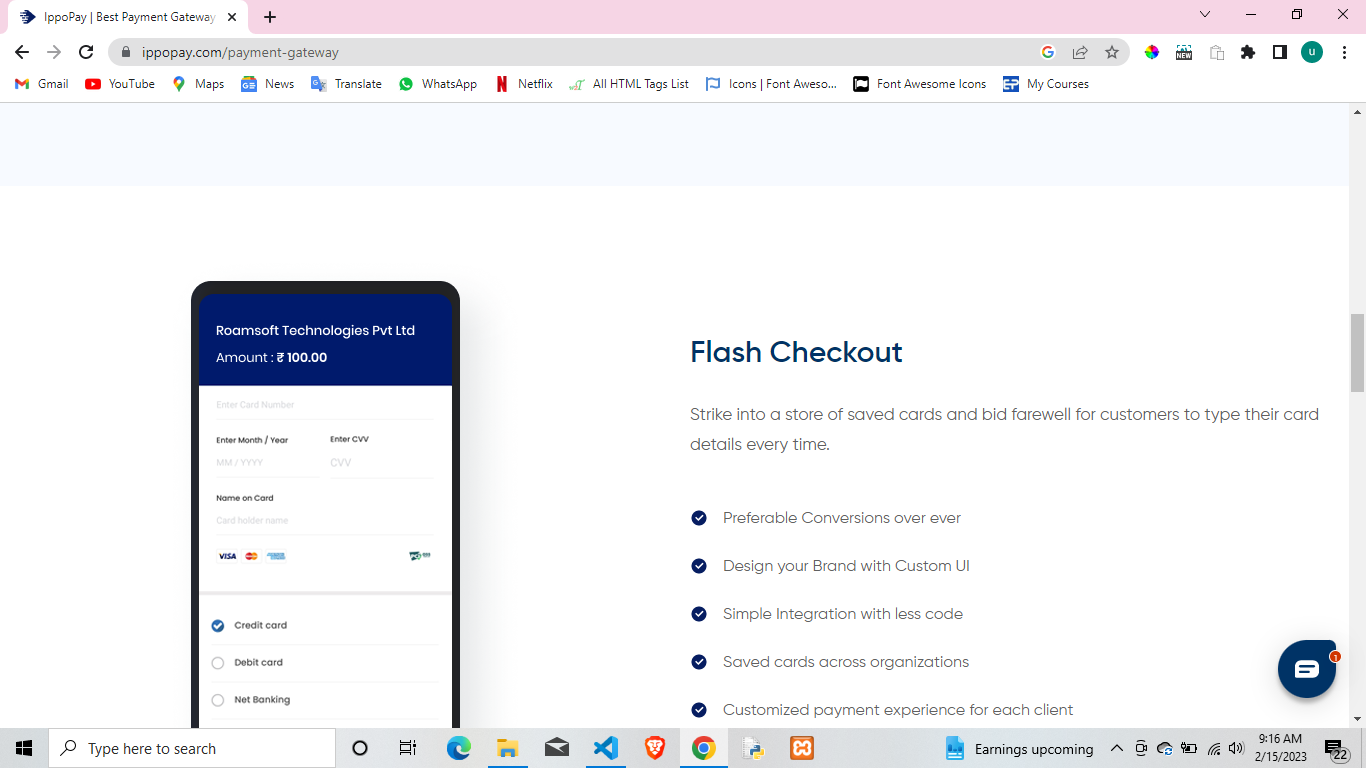 IppoPay | Best Payment Gateway
ippopay.com/payment-gateway
NEW
u
Gmail
YouTube
Maps
News
Translate
WhatsApp
Netflix
All HTML Tags List
Icons | Font Aweso...
Font Awesome Icons
My Courses
Roamsoft Technologies Pvt Ltd
Amount : ₹ 100.00
Enter Card Number
Enter Month / Year
Enter CVV
MM / YYYY
CVV
Name on Card
Card holder name
VISA
Credit card
Debit card
Net Banking
Flash Checkout
Strike into a store of saved cards and bid farewell for customers to type their card
details every time.
Preferable Conversions over ever
Design your Brand with Custom UI
Simple Integration with less code
Saved cards across organizations
Customized payment experience for each client
1
Type here to search
Earnings upcoming
9:16 AM
2/15/2023
22